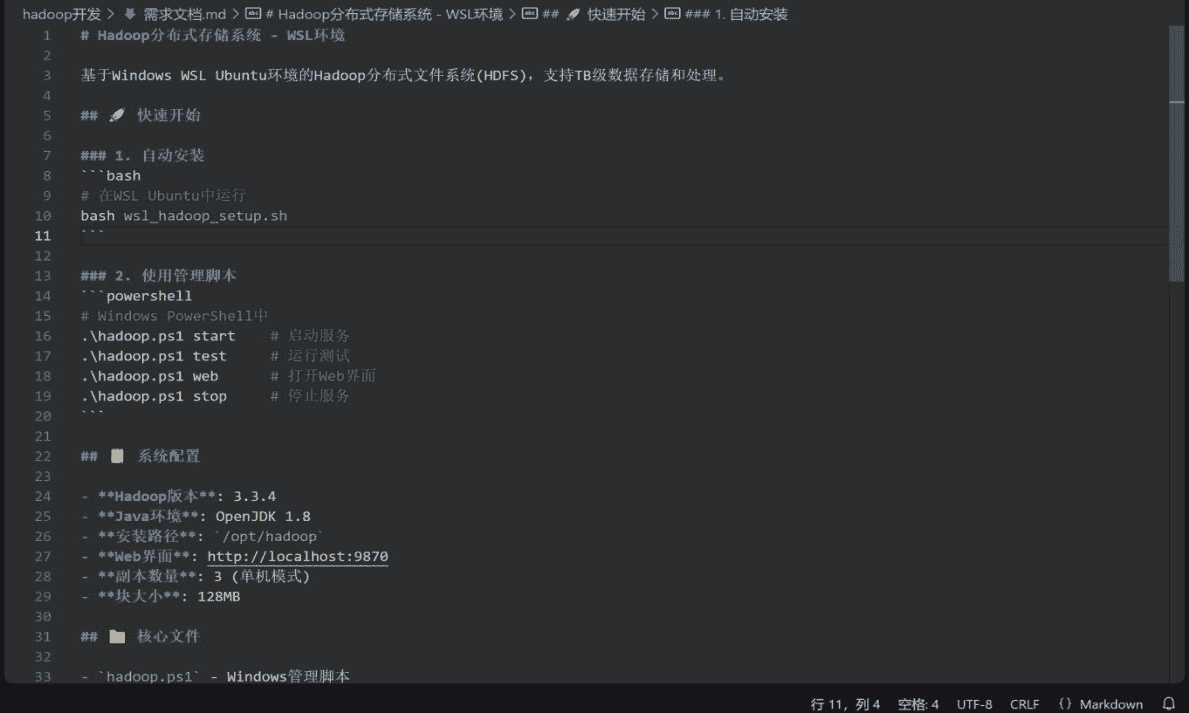 hadoop开发 > 需求文档.md > # Hadoop分布式存储系统 - WSL环境 > ## 🚀 快速开始 > ### 1. 自动安装
1 # Hadoop分布式存储系统 - WSL环境
2
3 基于Windows WSL Ubuntu环境的Hadoop分布式文件系统(HDFS)，支持TB级数据存储和处理。
4
5 ## 🚀 快速开始
6
7 ### 1. 自动安装
8 ```bash
9 # 在WSL Ubuntu中运行
10 bash wsl_hadoop_setup.sh
11 ```
12
13 ### 2. 使用管理脚本
14 ```powershell
15 # Windows PowerShell中
16 .\hadoop.ps1 start    # 启动服务
17 .\hadoop.ps1 test     # 运行测试
18 .\hadoop.ps1 web      # 打开Web界面
19 .\hadoop.ps1 stop     # 停止服务
20 ```
21
22 ## 📋 系统配置
23
24 - **Hadoop版本**: 3.3.4
25 - **Java环境**: OpenJDK 1.8
26 - **安装路径**: `/opt/hadoop`
27 - **Web界面**: http://localhost:9870
28 - **副本数量**: 3 (单机模式)
29 - **块大小**: 128MB
30
31 ## 📁 核心文件
32
33 - `hadoop.ps1` - Windows管理脚本
行 11，列 4 空格: 4 UTF-8 CRLF {} Markdown